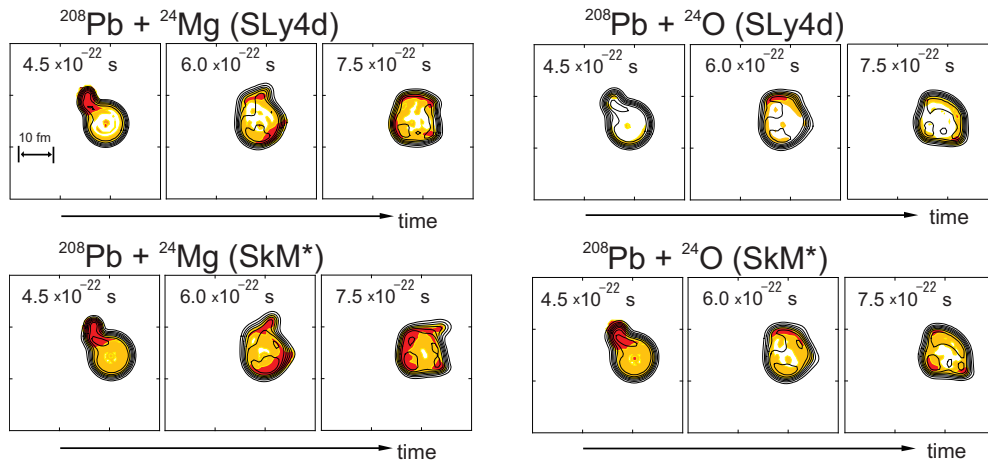 ²⁰⁸Pb + ²⁴Mg (SLy4d)
4.5 ×10⁻²² s
6.0 ×10⁻²² s
7.5 ×10⁻²² s
10 fm
time
²⁰⁸Pb + ²⁴O (SLy4d)
4.5 ×10⁻²² s
6.0 ×10⁻²² s
7.5 ×10⁻²² s
time
²⁰⁸Pb + ²⁴Mg (SkM*)
4.5 ×10⁻²² s
6.0 ×10⁻²² s
7.5 ×10⁻²² s
time
²⁰⁸Pb + ²⁴O (SkM*)
4.5 ×10⁻²² s
6.0 ×10⁻²² s
7.5 ×10⁻²² s
time